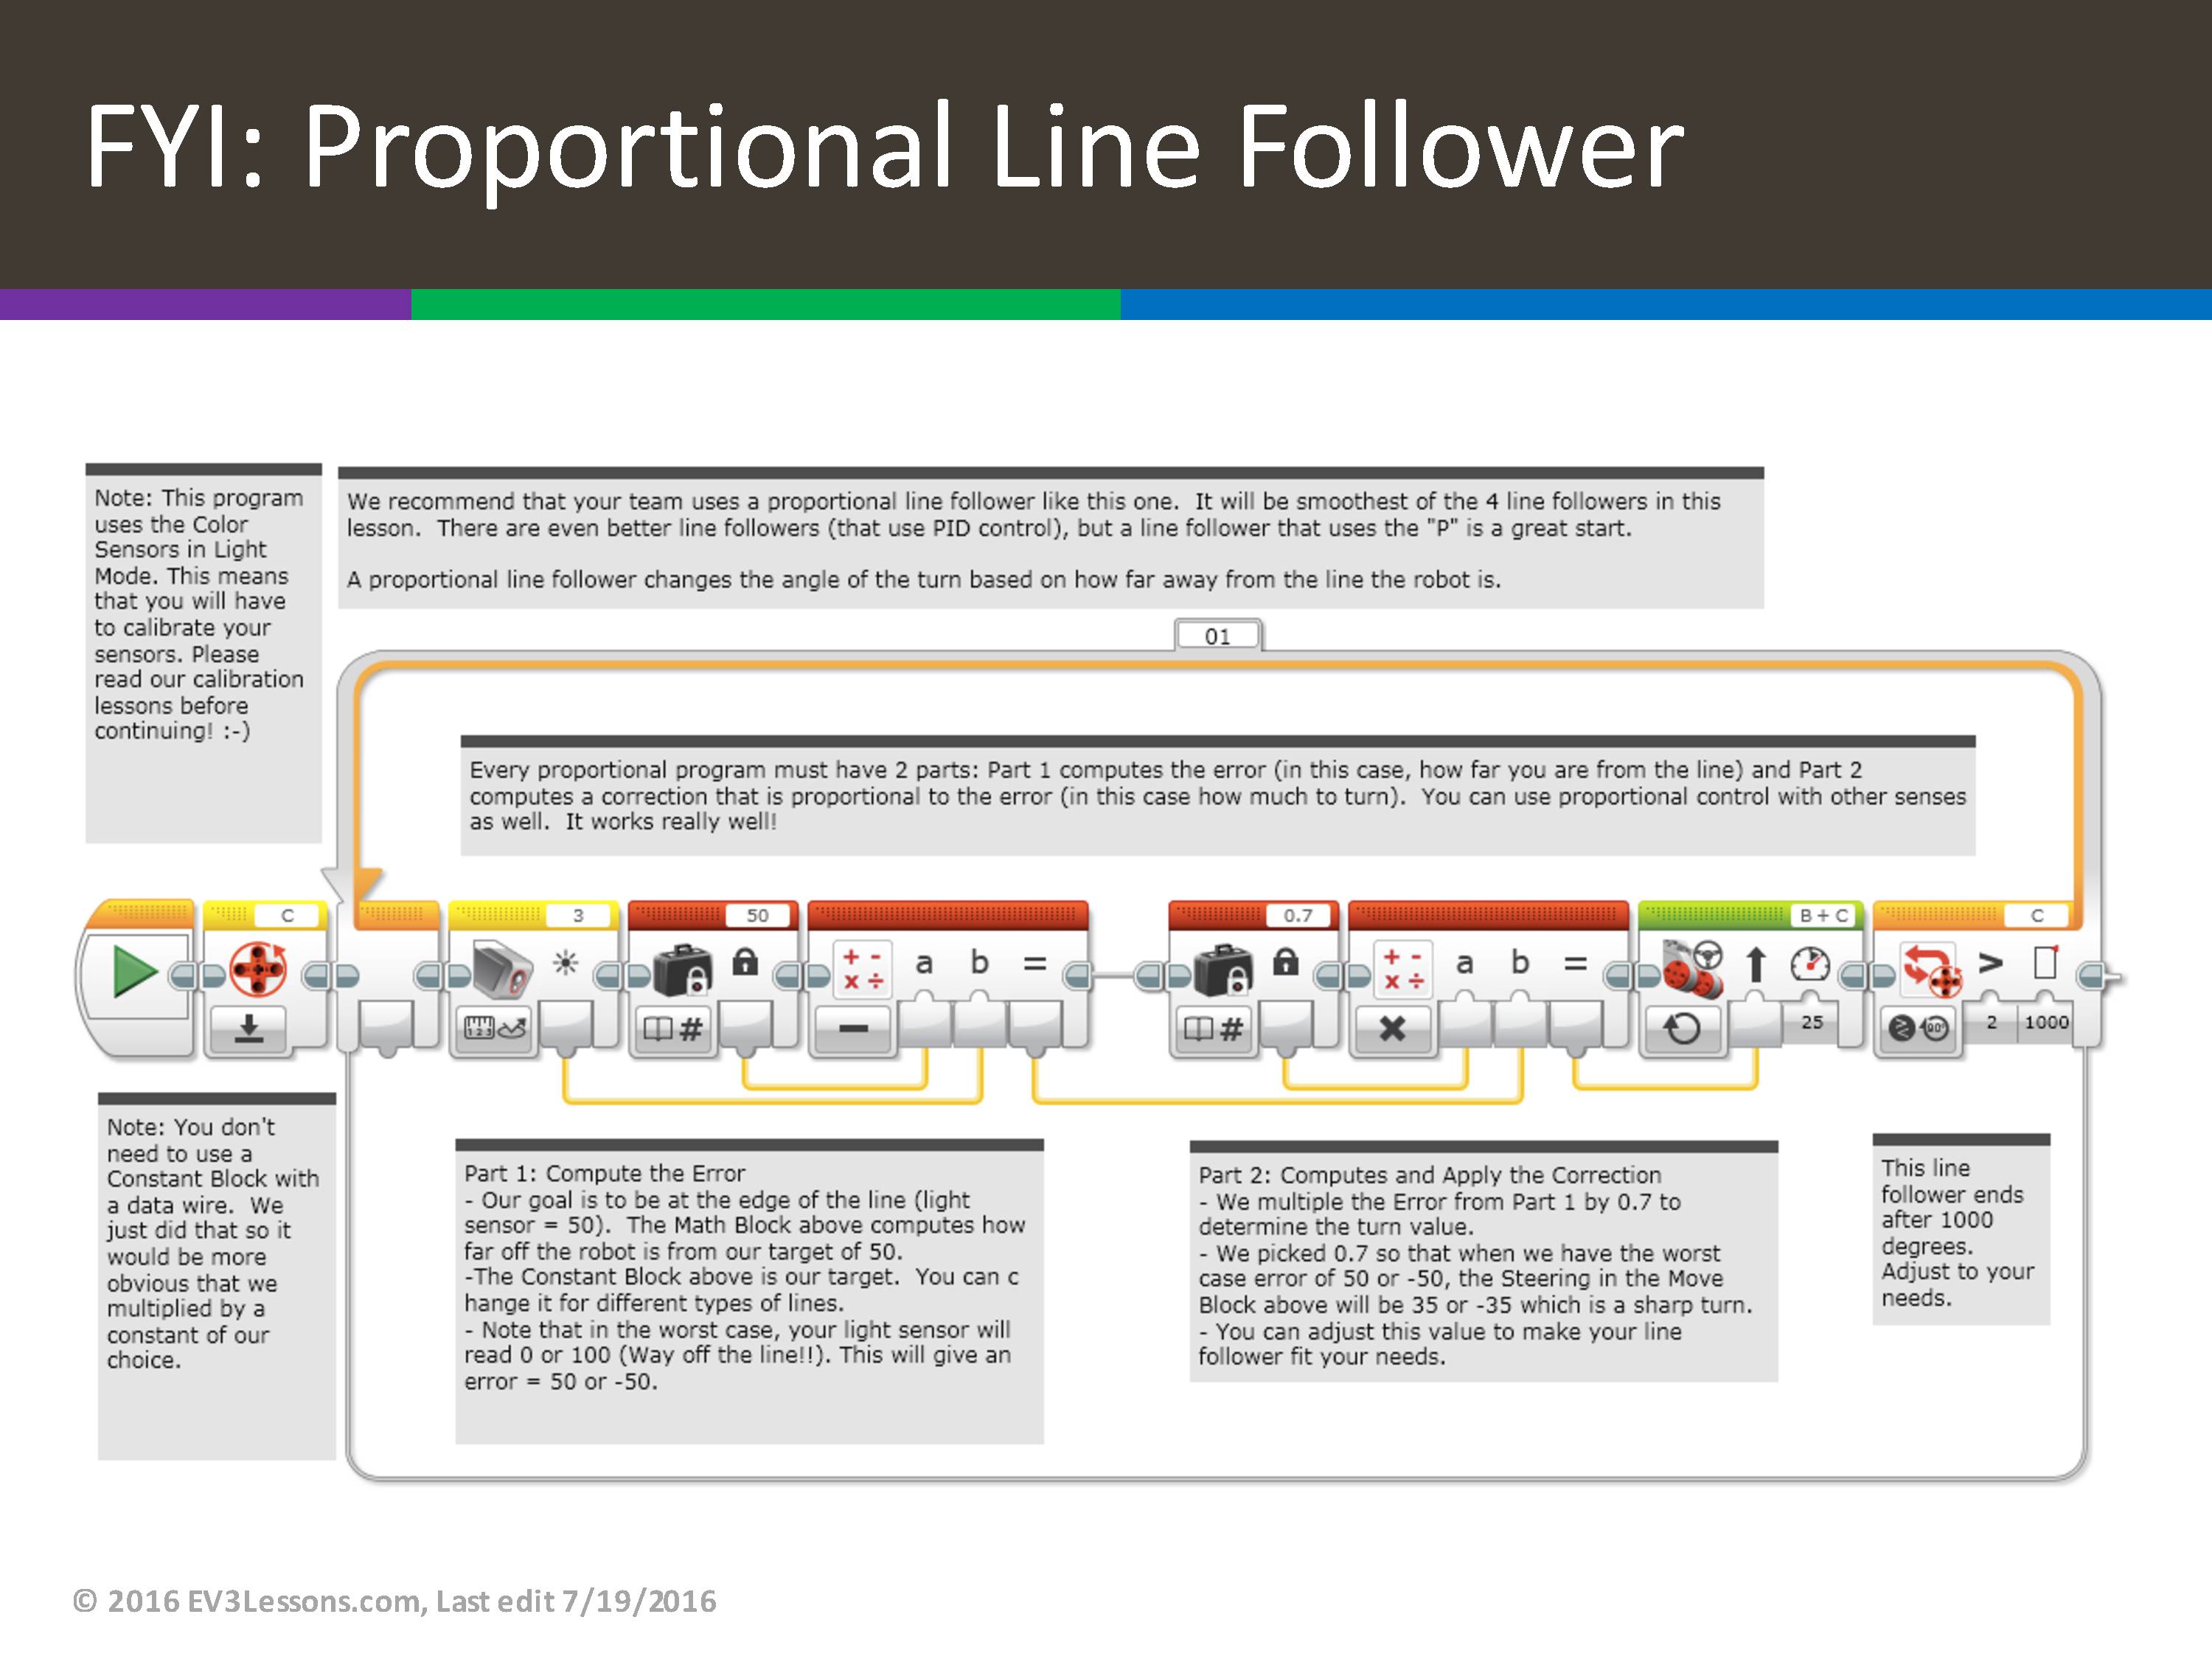 FYI: Proportional Line Follower
Note: This program
uses the Color
Sensors in Light
Mode. This means
that you will have
to calibrate your
sensors. Please
read our calibration
lessons before
continuing! :-)
We recommend that your team uses a proportional line follower like this one.  It will be smoothest of the 4 line followers in this
lesson.  There are even better line followers (that use PID control), but a line follower that uses the "P" is a great start.
A proportional line follower changes the angle of the turn based on how far away from the line the robot is.
01
Every proportional program must have 2 parts: Part 1 computes the error (in this case, how far you are from the line) and Part 2
computes a correction that is proportional to the error (in this case how much to turn).  You can use proportional control with other senses
as well.  It works really well!
C 3 50 0.7 B + C C
a b = a b = >
# # 25 2 1000
Note: You don't
need to use a
Constant Block with
a data wire.  We
just did that so it
would be more
obvious that we
multiplied by a
constant of our
choice.
Part 1: Compute the Error
- Our goal is to be at the edge of the line (light
sensor = 50).  The Math Block above computes how
far off the robot is from our target of 50.
-The Constant Block above is our target.  You can c
hange it for different types of lines.
- Note that in the worst case, your light sensor will
read 0 or 100 (Way off the line!!). This will give an
error = 50 or -50.
Part 2: Computes and Apply the Correction
- We multiple the Error from Part 1 by 0.7 to
determine the turn value.
- We picked 0.7 so that when we have the worst
case error of 50 or -50, the Steering in the Move
Block above will be 35 or -35 which is a sharp turn.
- You can adjust this value to make your line
follower fit your needs.
This line
follower ends
after 1000
degrees.
Adjust to your
needs.
© 2016 EV3Lessons.com, Last edit 7/19/2016